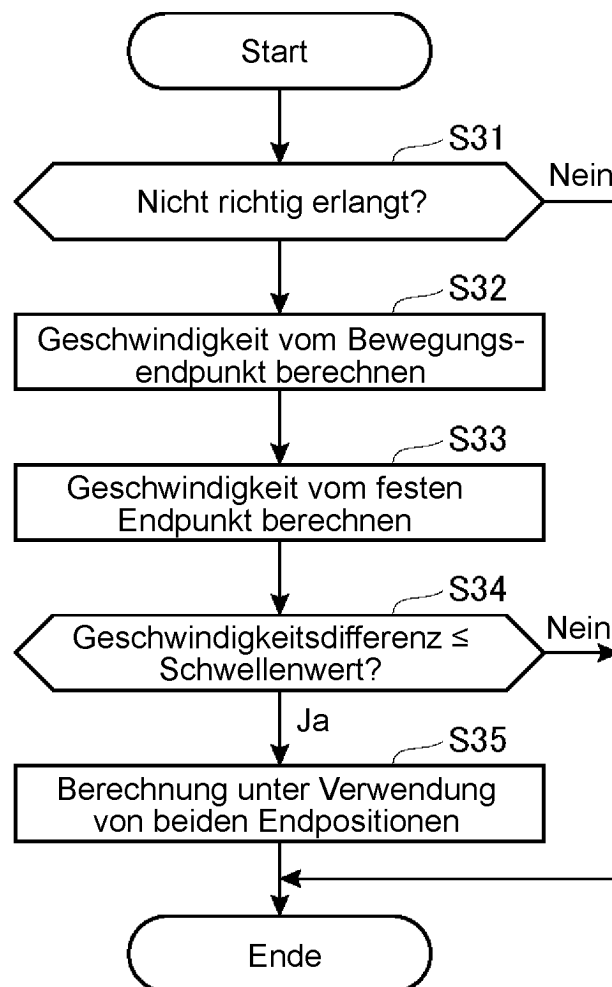 Start
S31
Nicht richtig erlangt?
Nein
S32
Geschwindigkeit vom Bewegungs-
endpunkt berechnen
S33
Geschwindigkeit vom festen
Endpunkt berechnen
S34
Geschwindigkeitsdifferenz ≤
Schwellenwert?
Nein
Ja
S35
Berechnung unter Verwendung
von beiden Endpositionen
Ende